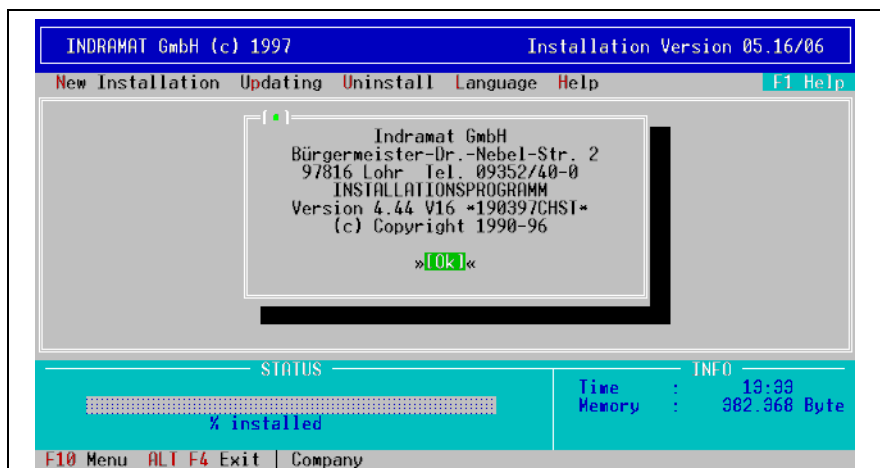 INDRAMAT GmbH (c) 1997 Installation Version 05.16/06
New Installation Updating Uninstall Language Help F1 Help
Indramat GmbH
Bürgermeister-Dr.-Nebel-Str. 2
97816 Lohr Tel. 09352/40-0
INSTALLATIONSPROGRAMM
Version 4.44 V16 *190397CHST*
(c) Copyright 1990-96
»[Ok]«
STATUS INFO
Time : 13:33
Memory : 382.368 Byte
% installed
F10 Menu ALT F4 Exit | Company